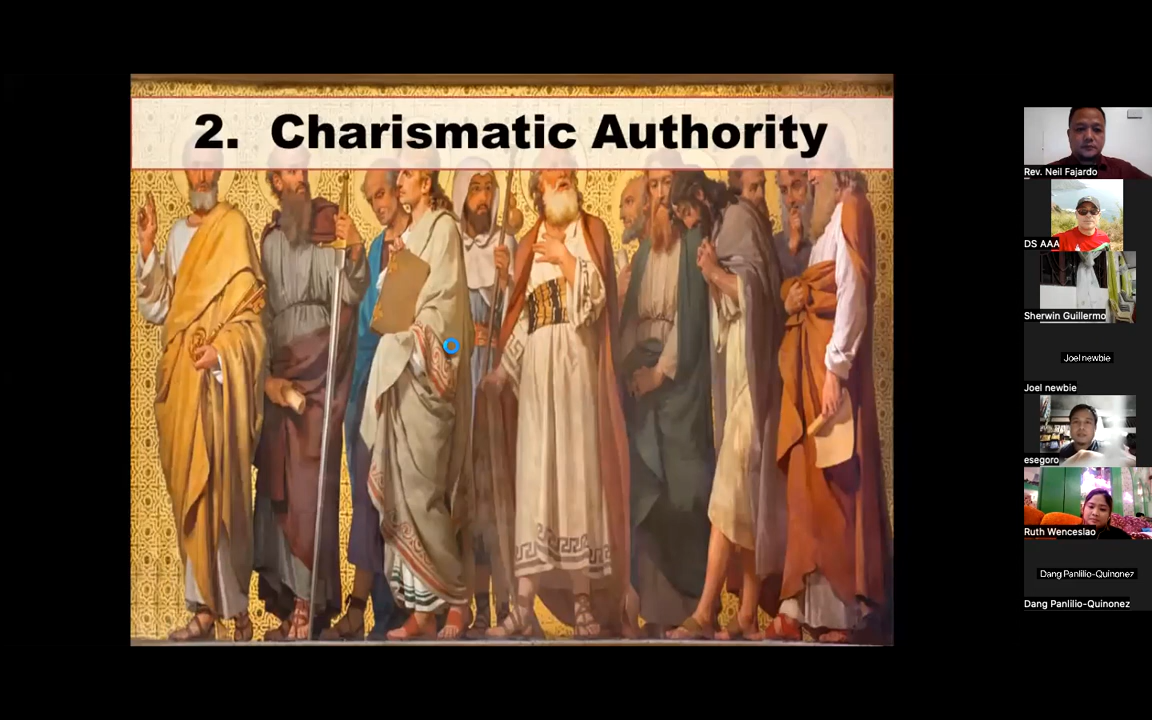 2. Charismatic Authority
Rev. Neil Fajardo
DS AAA
Sherwin Guillermo
Joel newbie
Joel newbie
esegoro
Ruth Wenceslao
Dang Panlilio-Quinonez
Dang Panlilio-Quinonez